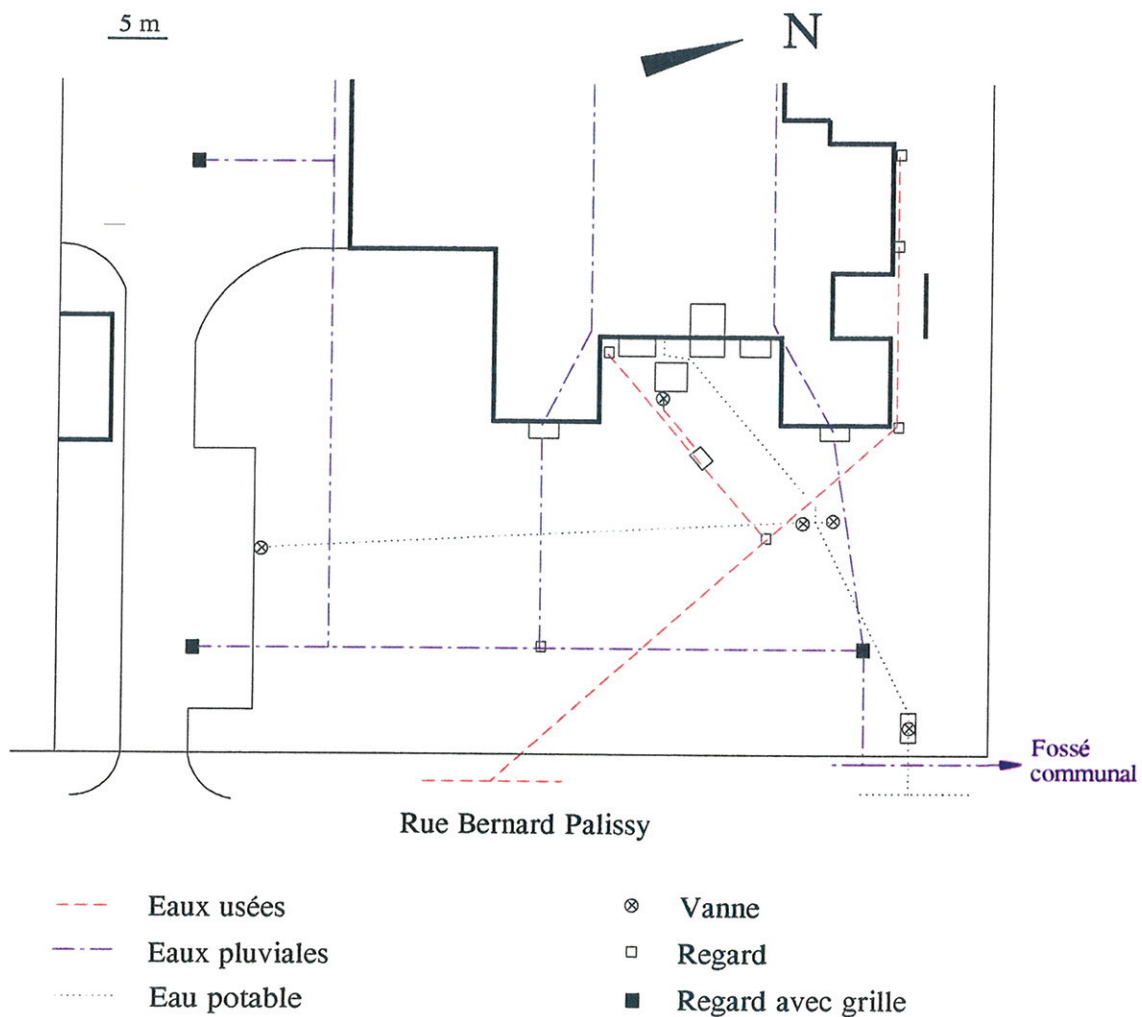 5 m
N
Fossé
communal
Rue Bernard Palissy
Eaux usées
Vanne
Eaux pluviales
Regard
Eau potable
Regard avec grille